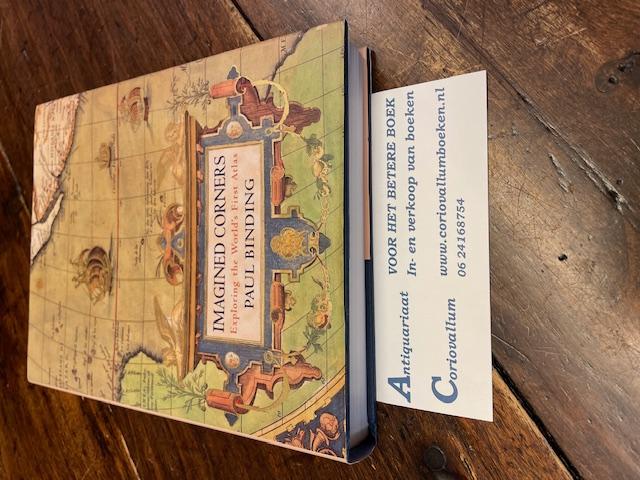 IMAGINED CORNERS
Exploring the World's First Atlas
PAUL BINDING
Antiquariaat
Coriovallum
VOOR HET BETERE BOEK
In- en verkoop van boeken
www.coriovallumboeken.nl
06 24168754